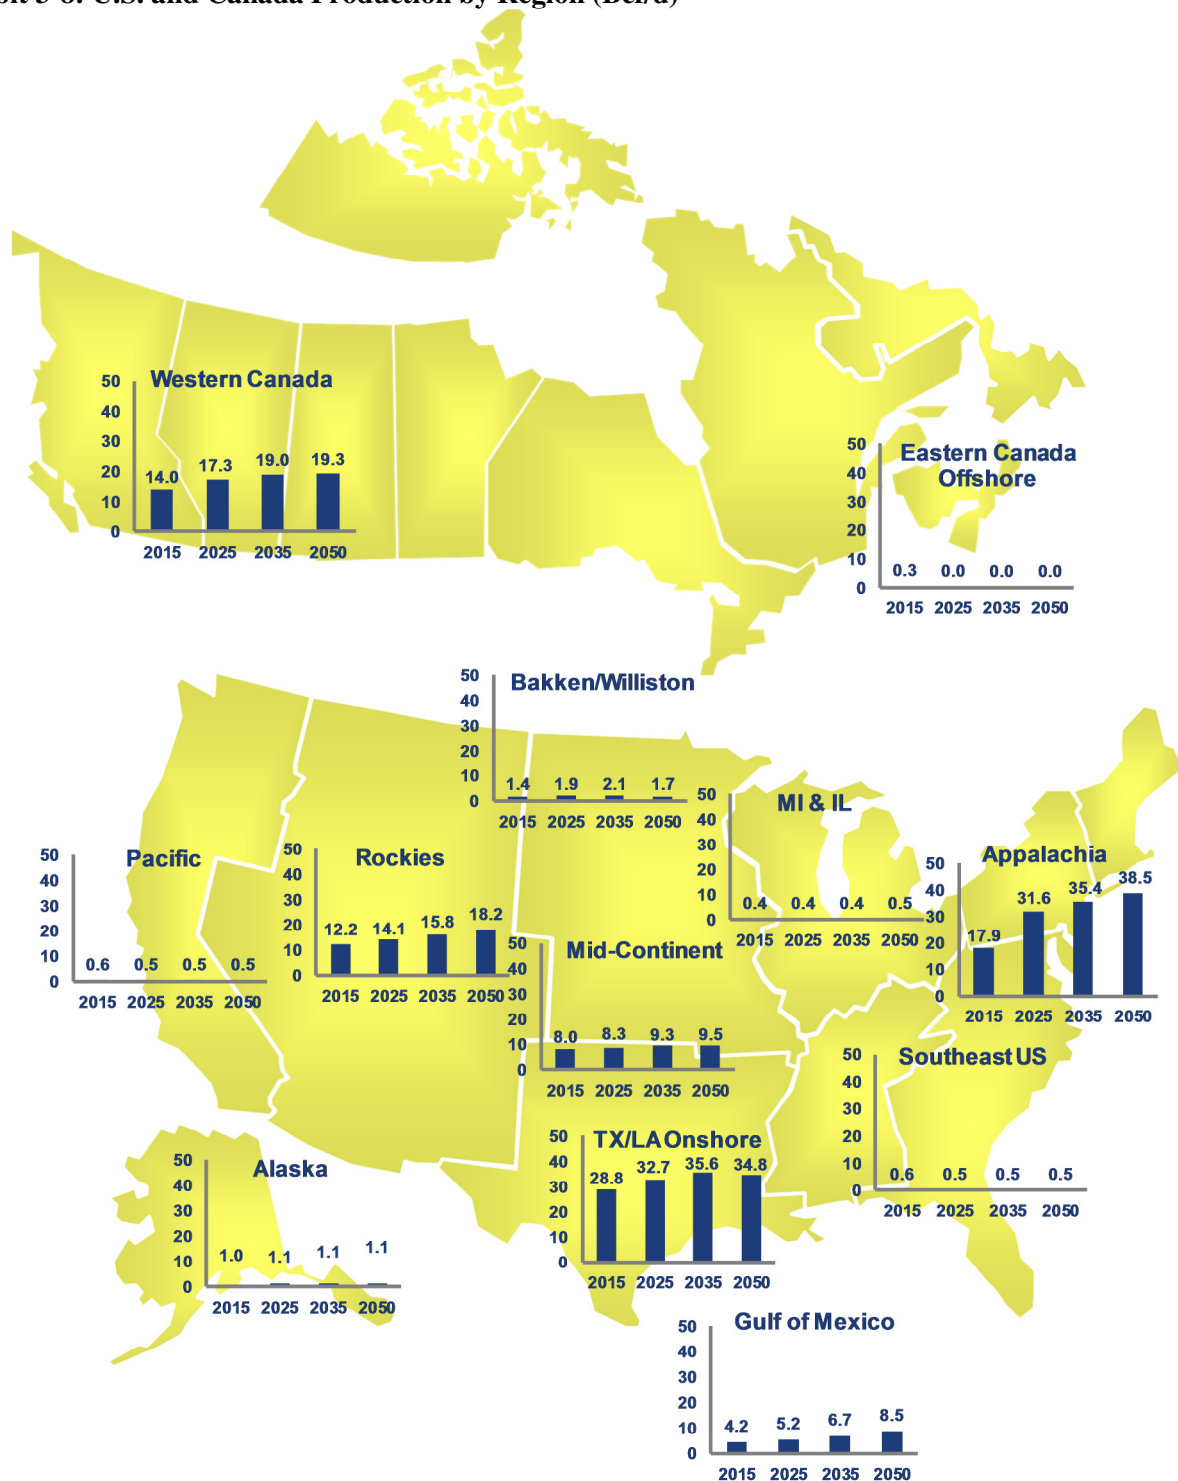 U.S. and Canada Production by Region (Bcf/d)
Western Canada
50
40
30
20
10
0
14.0 17.3 19.0 19.3
2015 2025 2035 2050
Eastern Canada
Offshore
50
40
30
20
10
0
0.3 0.0 0.0 0.0
2015 2025 2035 2050
Bakken/Williston
50
40
30
20
10
0
1.4 1.9 2.1 1.7
2015 2025 2035 2050
MI & IL
50
40
30
20
10
0
0.4 0.4 0.4 0.5
2015 2025 2035 2050
Pacific
50
40
30
20
10
0
0.6 0.5 0.5 0.5
2015 2025 2035 2050
Rockies
50
40
30
20
10
0
12.2 14.1 15.8 18.2
2015 2025 2035 2050
Appalachia
50
40
30
20
10
0
17.9 31.6 35.4 38.5
2015 2025 2035 2050
Mid-Continent
50
40
30
20
10
0
8.0 8.3 9.3 9.5
2015 2025 2035 2050
Southeast US
50
40
30
20
10
0
0.6 0.5 0.5 0.5
2015 2025 2035 2050
TX/LA Onshore
50
40
30
20
10
0
28.8 32.7 35.6 34.8
2015 2025 2035 2050
Alaska
50
40
30
20
10
0
1.0 1.1 1.1 1.1
2015 2025 2035 2050
Gulf of Mexico
50
40
30
20
10
0
4.2 5.2 6.7 8.5
2015 2025 2035 2050